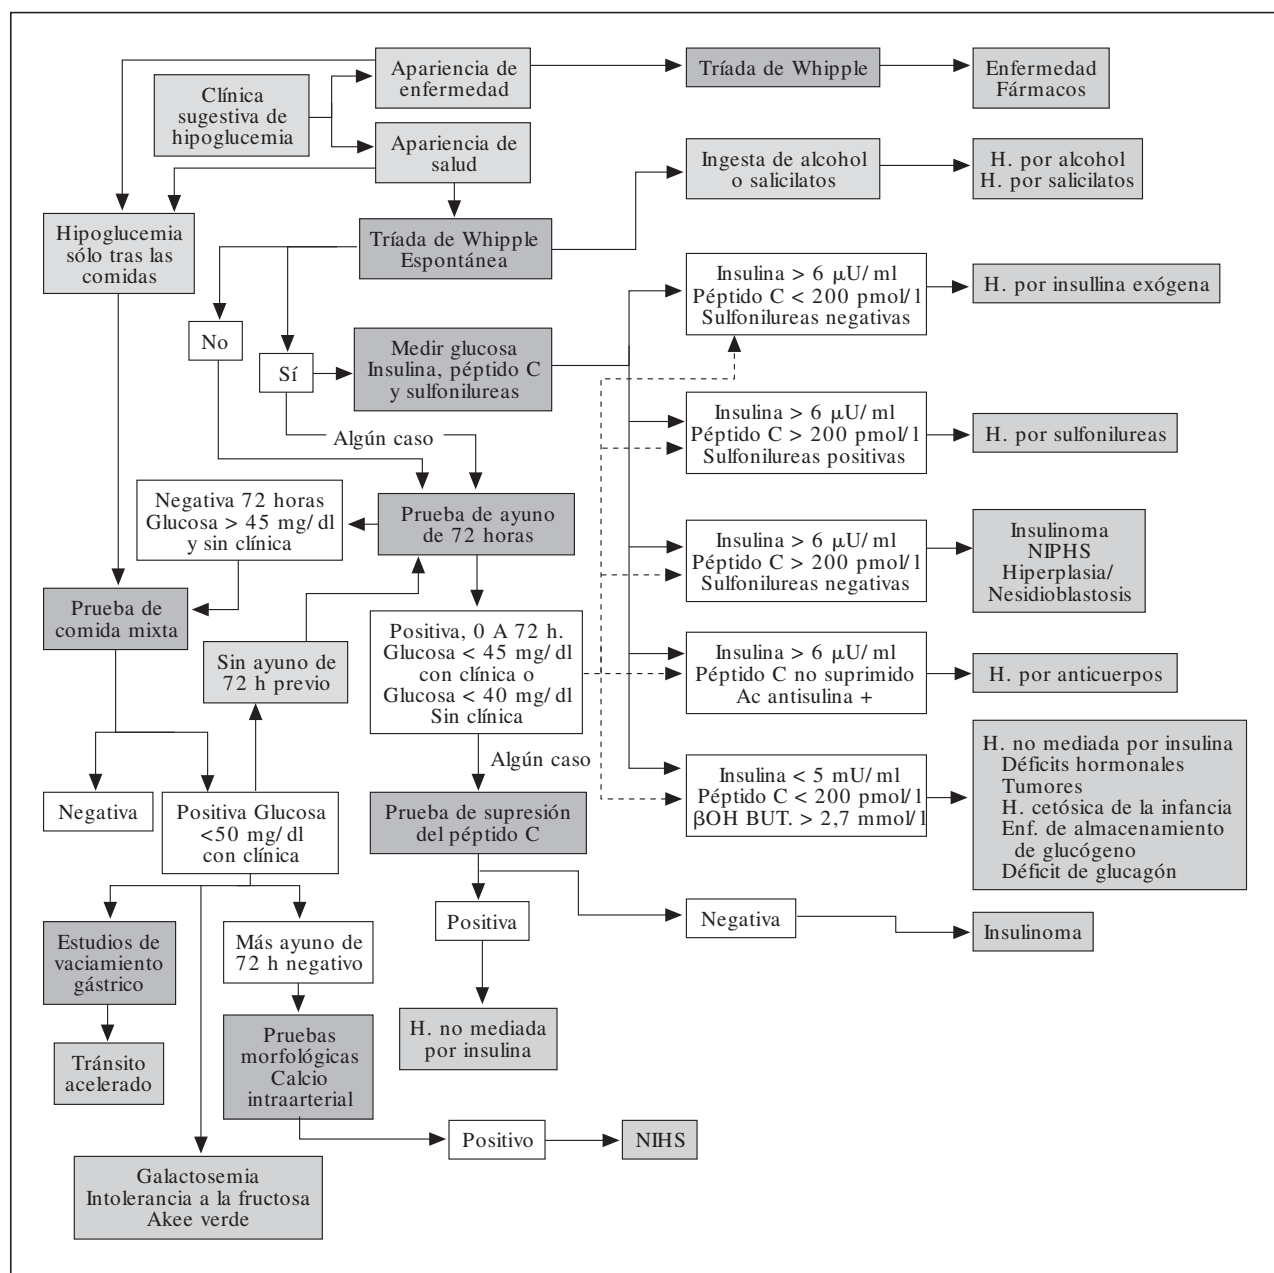 Clínica
sugestiva de
hipoglucemia
Apariencia de
enfermedad
Tríada de Whipple
Enfermedad
Fármacos
Apariencia de
salud
Ingesta de alcohol
o salicilatos
H. por alcohol
H. por salicilatos
Hipoglucemia
sólo tras las
comidas
Tríada de Whipple
Espontánea
No
Sí
Medir glucosa
Insulina, péptido C
y sulfonilureas
Insulina > 6 μU/ml
Péptido C < 200 pmol/l
Sulfonilureas negativas
H. por insullina exógena
Algún caso
Insulina > 6 μU/ml
Péptido C > 200 pmol/l
Sulfonilureas positivas
H. por sulfonilureas
Negativa 72 horas
Glucosa > 45 mg/dl
y sin clínica
Prueba de ayuno
de 72 horas
Insulina > 6 μU/ml
Péptido C > 200 pmol/l
Sulfonilureas negativas
Insulinoma
NIPHS
Hiperplasia/
Nesidioblastosis
Prueba de
comida mixta
Sin ayuno de
72 h previo
Positiva, 0 A 72 h.
Glucosa < 45 mg/dl
con clínica o
Glucosa < 40 mg/dl
Sin clínica
Insulina > 6 μU/ml
Péptido C no suprimido
Ac antisulina +
H. por anticuerpos
Algún caso
Negativa
Positiva Glucosa
<50 mg/dl
con clínica
Prueba de supresión
del péptido C
Insulina < 5 mU/ml
Péptido C < 200 pmol/l
βOH BUT. > 2,7 mmol/l
H. no mediada por insulina
Déficits hormonales
Tumores
H. cetósica de la infancia
Enf. de almacenamiento
de glucógeno
Déficit de glucagón
Estudios de
vaciamiento
gástrico
Más ayuno de
72 h negativo
Positiva
Negativa
Insulinoma
Tránsito
acelerado
Pruebas
morfológicas
Calcio
intraarterial
H. no mediada
por insulina
Positivo
NIHS
Galactosemia
Intolerancia a la fructosa
Akee verde